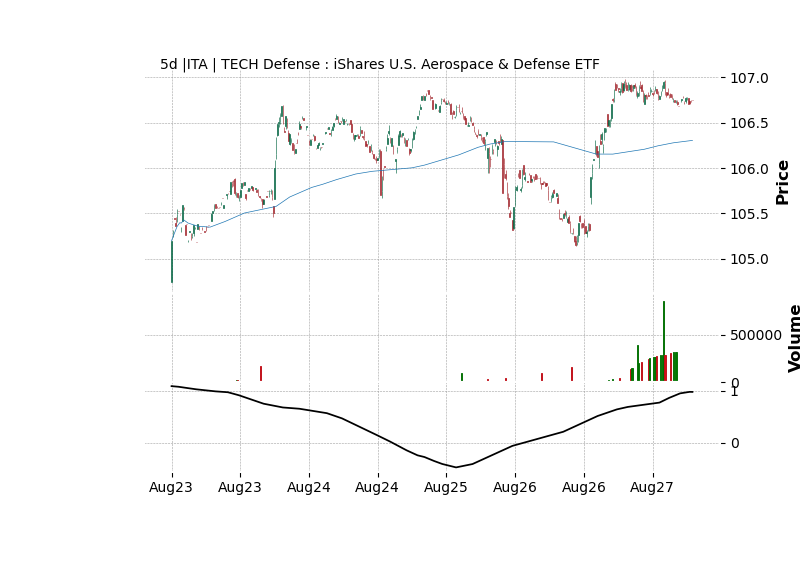 5d |ITA | TECH Defense : iShares U.S. Aerospace & Defense ETF
107.0
106.5
106.0
105.5
105.0
Price
500000
0
Volume
1
0
Aug23 Aug23 Aug24 Aug24 Aug25 Aug26 Aug26 Aug27